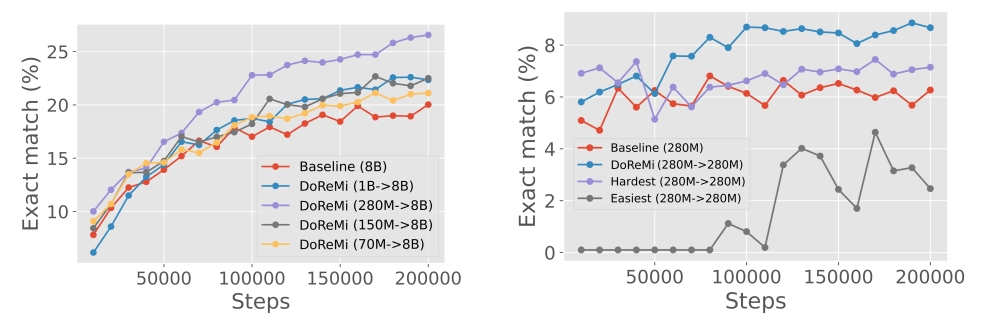 Exact match (%)
25
20
15
10
Baseline (8B)
DoReMi (1B->8B)
DoReMi (280M->8B)
DoReMi (150M->8B)
DoReMi (70M->8B)
50000 100000 150000 200000
Steps
Exact match (%)
8
6
4
2
0
Baseline (280M)
DoReMi (280M->280M)
Hardest (280M->280M)
Easiest (280M->280M)
50000 100000 150000 200000
Steps